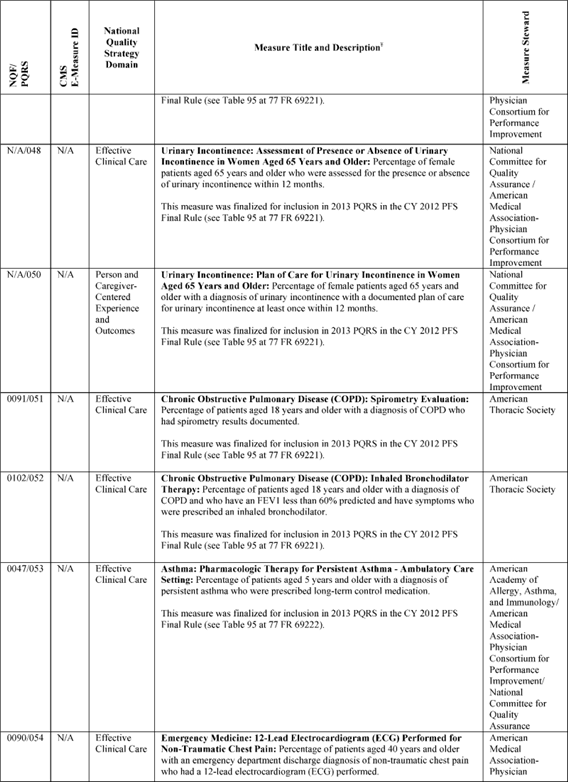 NQF/
PQRS
CMS
E-Measure ID
National
Quality
Strategy
Domain
Measure Title and Description¥
Measure Steward
Final Rule (see Table 95 at 77 FR 69221).
Physician
Consortium for
Performance
Improvement
N/A/048
N/A
Effective
Clinical Care
Urinary Incontinence: Assessment of Presence or Absence of Urinary
Incontinence in Women Aged 65 Years and Older: Percentage of female
patients aged 65 years and older who were assessed for the presence or absence
of urinary incontinence within 12 months.
This measure was finalized for inclusion in 2013 PQRS in the CY 2012 PFS
Final Rule (see Table 95 at 77 FR 69221).
National
Committee for
Quality
Assurance /
American
Medical
Association-
Physician
Consortium for
Performance
Improvement
N/A/050
N/A
Person and
Caregiver-
Centered
Experience
and
Outcomes
Urinary Incontinence: Plan of Care for Urinary Incontinence in Women
Aged 65 Years and Older: Percentage of female patients aged 65 years and
older with a diagnosis of urinary incontinence with a documented plan of care
for urinary incontinence at least once within 12 months.
This measure was finalized for inclusion in 2013 PQRS in the CY 2012 PFS
Final Rule (see Table 95 at 77 FR 69221).
National
Committee for
Quality
Assurance /
American
Medical
Association-
Physician
Consortium for
Performance
Improvement
0091/051
N/A
Effective
Clinical Care
Chronic Obstructive Pulmonary Disease (COPD): Spirometry Evaluation:
Percentage of patients aged 18 years and older with a diagnosis of COPD who
had spirometry results documented.
This measure was finalized for inclusion in 2013 PQRS in the CY 2012 PFS
Final Rule (see Table 95 at 77 FR 69221).
American
Thoracic Society
0102/052
N/A
Effective
Clinical Care
Chronic Obstructive Pulmonary Disease (COPD): Inhaled Bronchodilator
Therapy: Percentage of patients aged 18 years and older with a diagnosis of
COPD and who have an FEV1 less than 60% predicted and have symptoms who
were prescribed an inhaled bronchodilator.
This measure was finalized for inclusion in 2013 PQRS in the CY 2012 PFS
Final Rule (see Table 95 at 77 FR 69221).
American
Thoracic Society
0047/053
N/A
Effective
Clinical Care
Asthma: Pharmacologic Therapy for Persistent Asthma - Ambulatory Care
Setting: Percentage of patients aged 5 years and older with a diagnosis of
persistent asthma who were prescribed long-term control medication.
This measure was finalized for inclusion in 2013 PQRS in the CY 2012 PFS
Final Rule (see Table 95 at 77 FR 69222).
American
Academy of
Allergy, Asthma,
and Immunology/
American
Medical
Association-
Physician
Consortium for
Performance
Improvement/
National
Committee for
Quality
Assurance
0090/054
N/A
Effective
Clinical Care
Emergency Medicine: 12-Lead Electrocardiogram (ECG) Performed for
Non-Traumatic Chest Pain: Percentage of patients aged 40 years and older
with an emergency department discharge diagnosis of non-traumatic chest pain
who had a 12-lead electrocardiogram (ECG) performed.
American
Medical
Association-
Physician